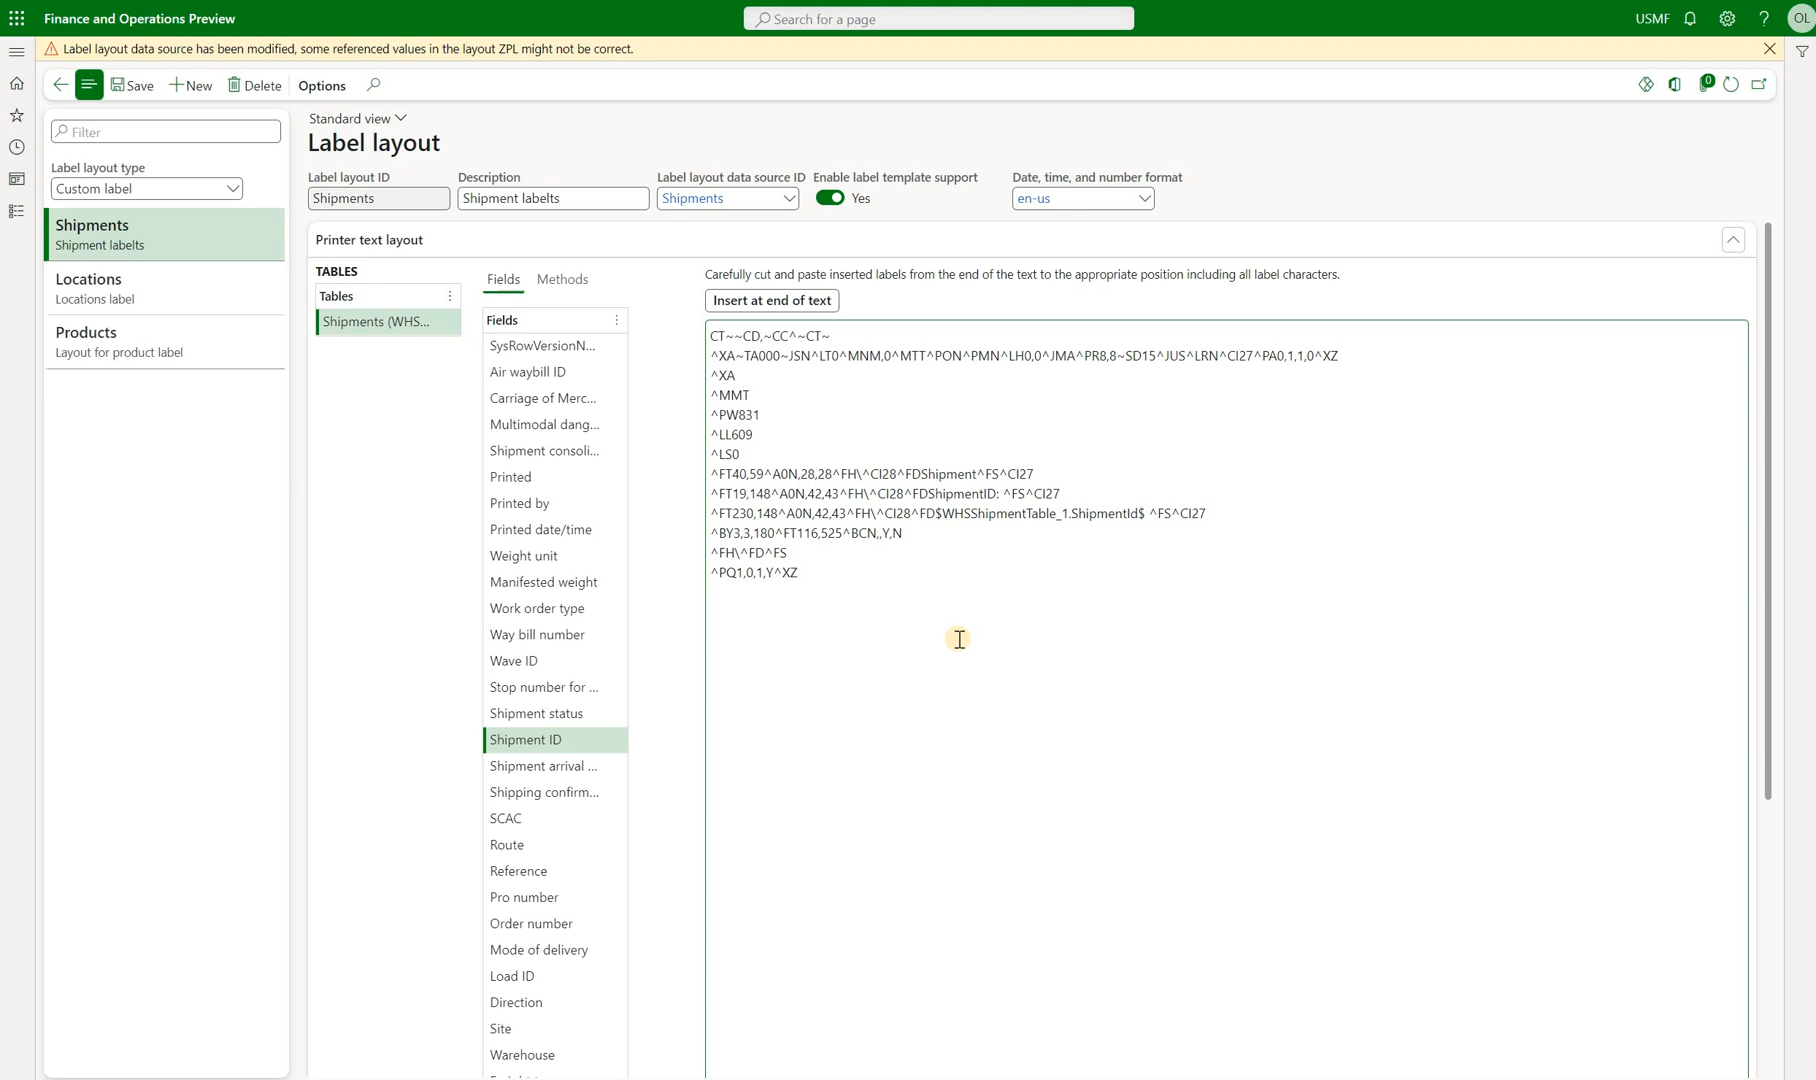 Finance and Operations Preview
Search for a page
USMF
OL
Label layout data source has been modified, some referenced values in the layout ZPL might not be correct.
Save
New
Delete
Options
0
Filter
Label layout type
Custom label
Shipments
Shipment labelts
Locations
Locations label
Products
Layout for product label
Standard view
Label layout
Label layout ID
Shipments
Description
Shipment labelts
Label layout data source ID
Shipments
Enable label template support
Yes
Date, time, and number format
en-us
Printer text layout
TABLES
Tables
Shipments (WHS...
Fields
Methods
Fields
SysRowVersionN...
Air waybill ID
Carriage of Merc...
Multimodal dang...
Shipment consoli...
Printed
Printed by
Printed date/time
Weight unit
Manifested weight
Work order type
Way bill number
Wave ID
Stop number for ...
Shipment status
Shipment ID
Shipment arrival ...
Shipping confirm...
SCAC
Route
Reference
Pro number
Order number
Mode of delivery
Load ID
Direction
Site
Warehouse
Carefully cut and paste inserted labels from the end of the text to the appropriate position including all label characters.
Insert at end of text
CT~~CD,~CC^~CT~
^XA~TA000~JSN^LT0^MNM,0^MTT^PON^PMN^LH0,0^JMA^PR8,8~SD15^JUS^LRN^CI27^PA0,1,1,0^XZ
^XA
^MMT
^PW831
^LL609
^LS0
^FT40,59^A0N,28,28^FH\^CI28^FDShipment^FS^CI27
^FT19,148^A0N,42,43^FH\^CI28^FDShipmentID: ^FS^CI27
^FT230,148^A0N,42,43^FH\^CI28^FD$WHSShipmentTable_1.ShipmentId$ ^FS^CI27
^BY3,3,180^FT116,525^BCN,,Y,N
^FH\^FD^FS
^PQ1,0,1,Y^XZ